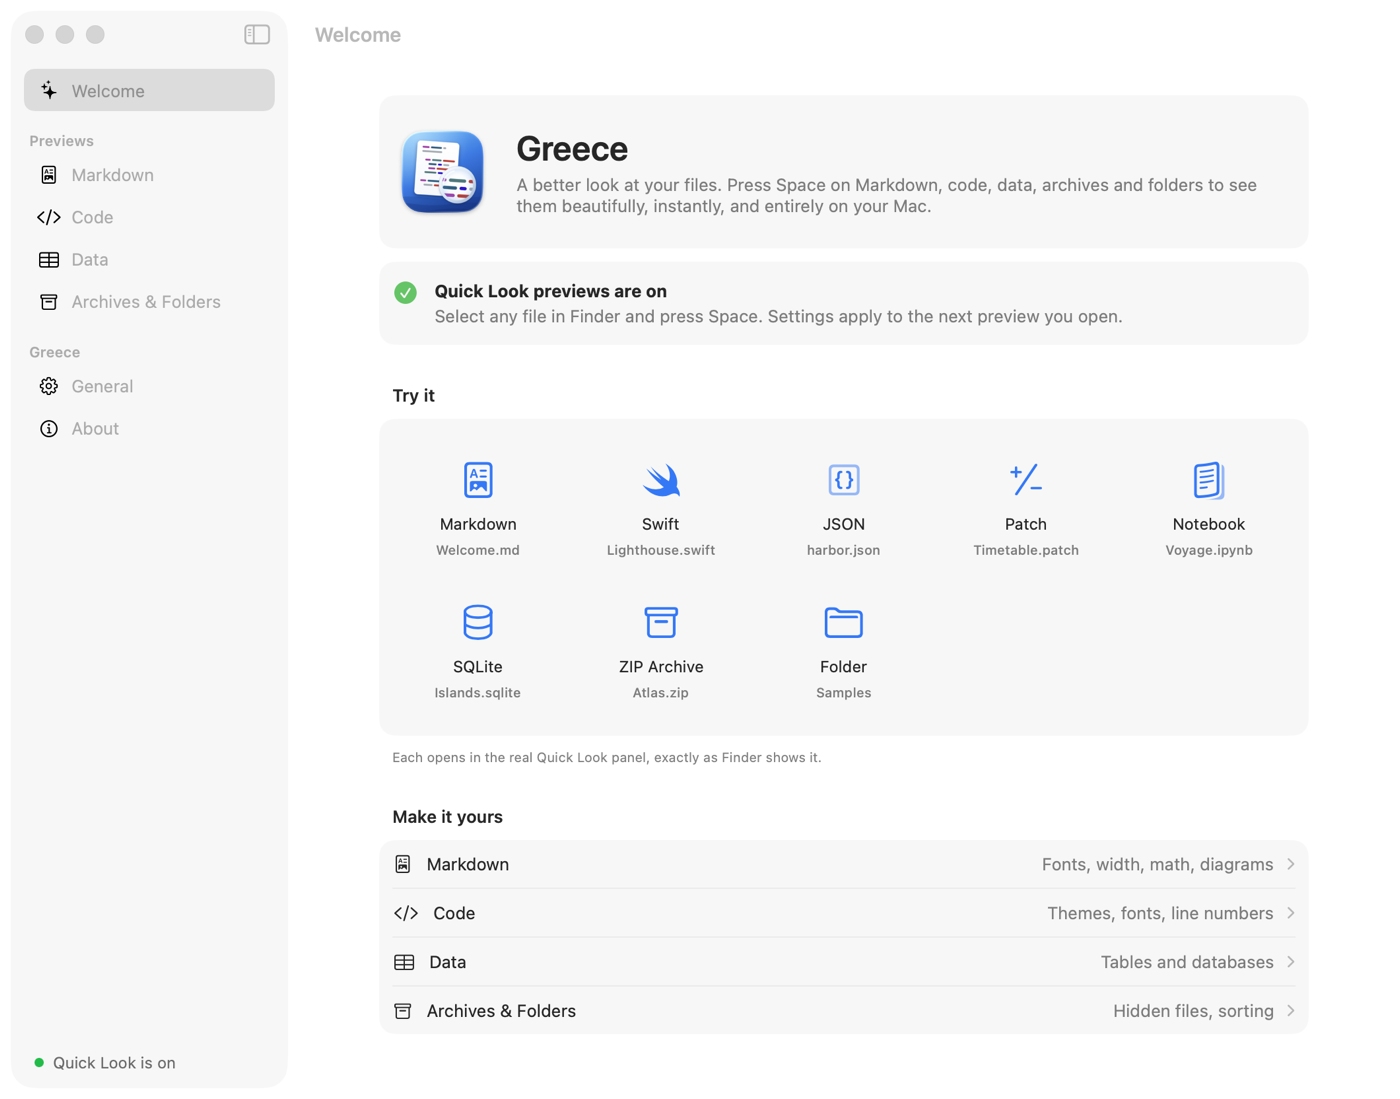 Welcome
Welcome
Previews
Markdown
Code
Data
Archives & Folders
Greece
General
About
Quick Look is on
Greece
A better look at your files. Press Space on Markdown, code, data, archives and folders to see
them beautifully, instantly, and entirely on your Mac.
Quick Look previews are on
Select any file in Finder and press Space. Settings apply to the next preview you open.
Try it
Markdown
Welcome.md
Swift
Lighthouse.swift
JSON
harbor.json
Patch
Timetable.patch
Notebook
Voyage.ipynb
SQLite
Islands.sqlite
ZIP Archive
Atlas.zip
Folder
Samples
Each opens in the real Quick Look panel, exactly as Finder shows it.
Make it yours
Markdown Fonts, width, math, diagrams
Code Themes, fonts, line numbers
Data Tables and databases
Archives & Folders Hidden files, sorting